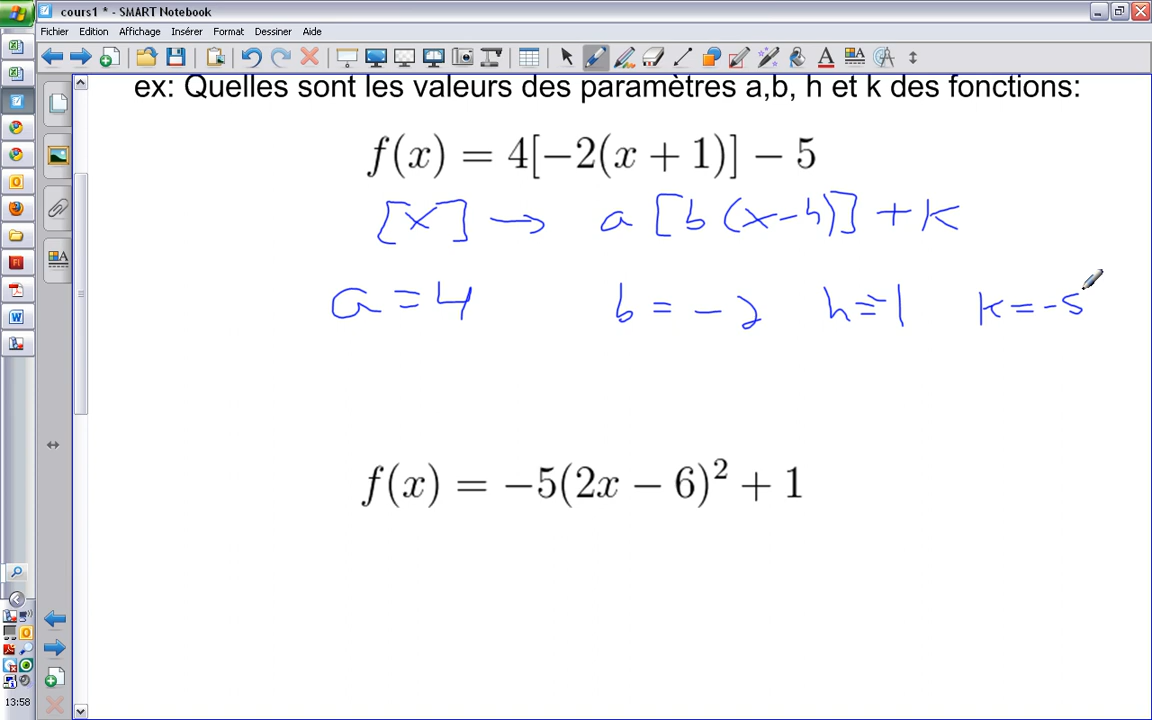 cours1 * - SMART Notebook
Fichier Edition Affichage Insérer Format Dessiner Aide
ex: Quelles sont les valeurs des paramètres a,b, h et k des fonctions:
f(x) = 4[−2(x + 1)] − 5
[x] → a [b (x-h)] + k
a = 4 b = -2 h = -1 k = -5
f(x) = −5(2x − 6)² + 1
13:58